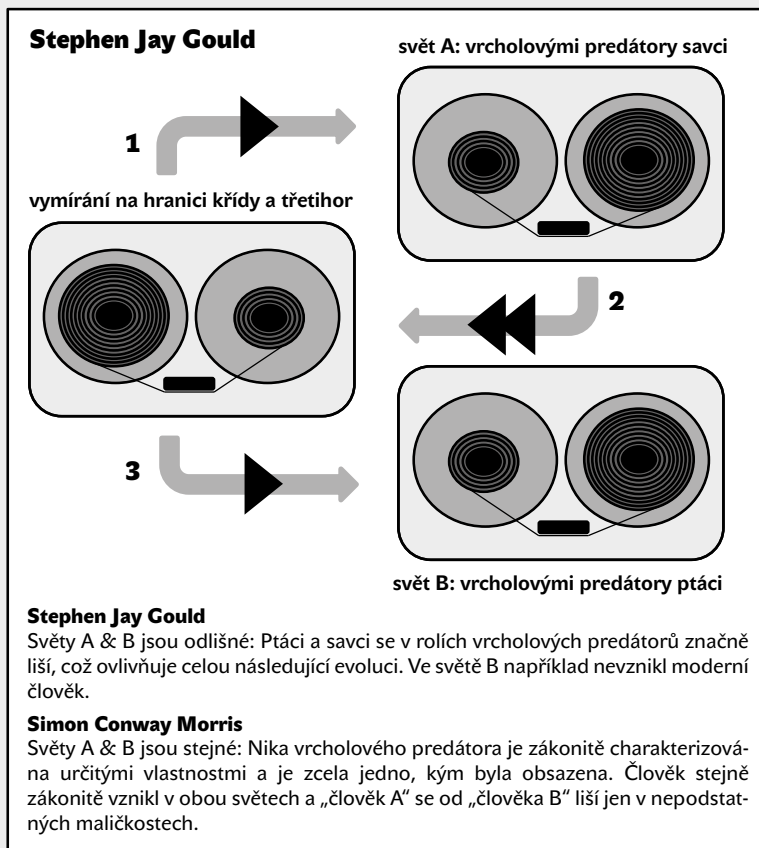 Stephen Jay Gould
svět A: vrcholovými predátory savci
1
vymírání na hranici křídy a třetihor
2
3
svět B: vrcholovými predátory ptáci
Stephen Jay Gould
Světy A & B jsou odlišné: Ptáci a savci se v rolích vrcholových predátorů značně
liší, což ovlivňuje celou následující evoluci. Ve světě B například nevznikl moderní
člověk.
Simon Conway Morris
Světy A & B jsou stejné: Nika vrcholového predátora je zákonitě charakterizová-
na určitými vlastnostmi a je zcela jedno, kým byla obsazena. Člověk stejně
zákonitě vznikl v obou světech a „člověk A“ se od „člověka B“ liší jen v nepodstat-
ných maličkostech.